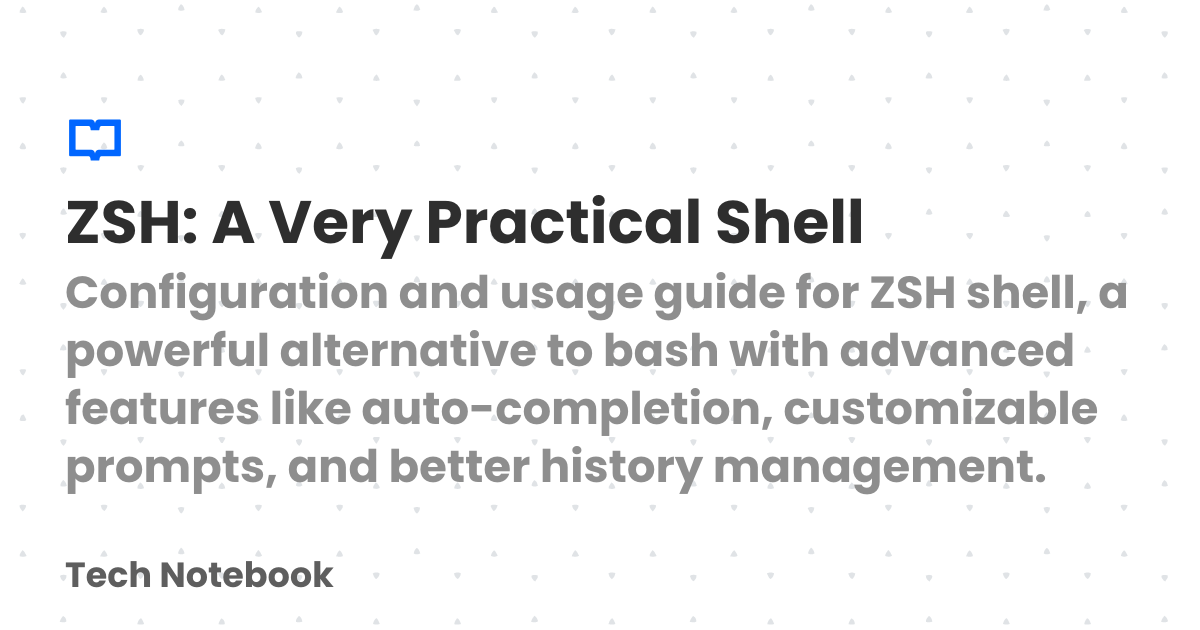 ZSH: A Very Practical Shell
Configuration and usage guide for ZSH shell, a
powerful alternative to bash with advanced
features like auto-completion, customizable
prompts, and better history management.
Tech Notebook